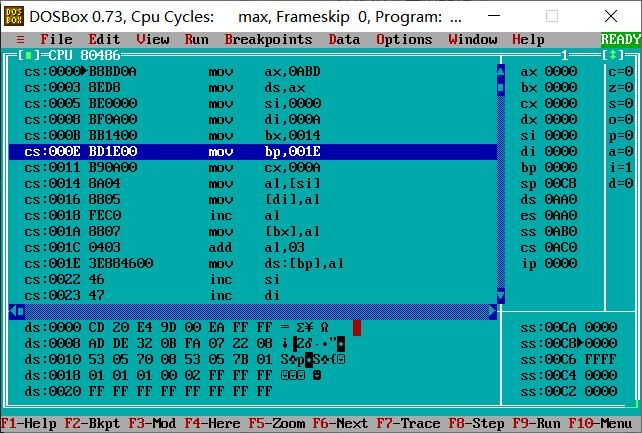 DOSBox 0.73, Cpu Cycles: max, Frameskip 0, Program: ...
≡ File Edit View Run Breakpoints Data Options Window Help READY
[■]=CPU 80486 1 [↕]
cs:0000►B8BD0A mov ax,0ABD ax 0000 c=0
cs:0003 8ED8 mov ds,ax bx 0000 z=0
cs:0005 BE0000 mov si,0000 cx 0000 s=0
cs:0008 BF0A00 mov di,000A dx 0000 o=0
cs:000B BB1400 mov bx,0014 si 0000 p=0
cs:000E BD1E00 mov bp,001E di 0000 a=0
cs:0011 B90A00 mov cx,000A bp 0000 i=1
cs:0014 8A04 mov al,[si] sp 00C8 d=0
cs:0016 8805 mov [di],al ds 0AA0
cs:0018 FEC0 inc al es 0AA0
cs:001A 8807 mov [bx],al ss 0AB0
cs:001C 0403 add al,03 cs 0AC0
cs:001E 3E884600 mov ds:[bp],al ip 0000
cs:0022 46 inc si
cs:0023 47 inc di
ds:0000 CD 20 E4 9D 00 EA FF FF = Σ¥ Ω ss:00CA 0000
ds:0008 AD DE 32 0B FA 07 22 08 ss:00C8►0000
ds:0010 53 05 70 08 53 05 7B 01 S♣p◘S♣{☺ ss:00C6 FFFF
ds:0018 01 01 01 00 02 FF FF FF ☺☺☺ ☻ ss:00C4 0000
ds:0020 FF FF FF FF FF FF FF FF ss:00C2 0000
F1-Help F2-Bkpt F3-Mod F4-Here F5-Zoom F6-Next F7-Trace F8-Step F9-Run F10-Menu